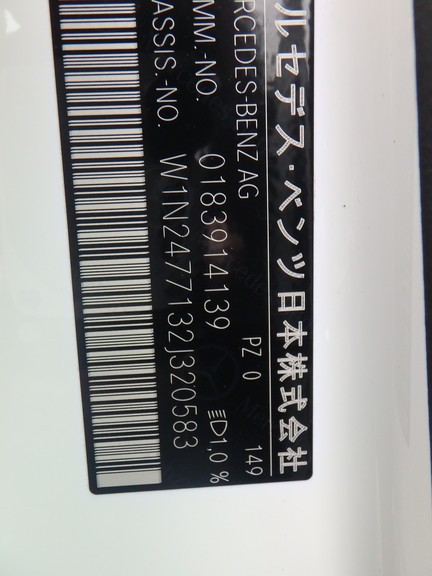 ルセデス・ベンツ日本株式会社
RCEDES-BENZ AG 149
MM.-NO. 0183914139 PZ 0 1,0 %
ASSIS.-NO. W1N2477132J320583